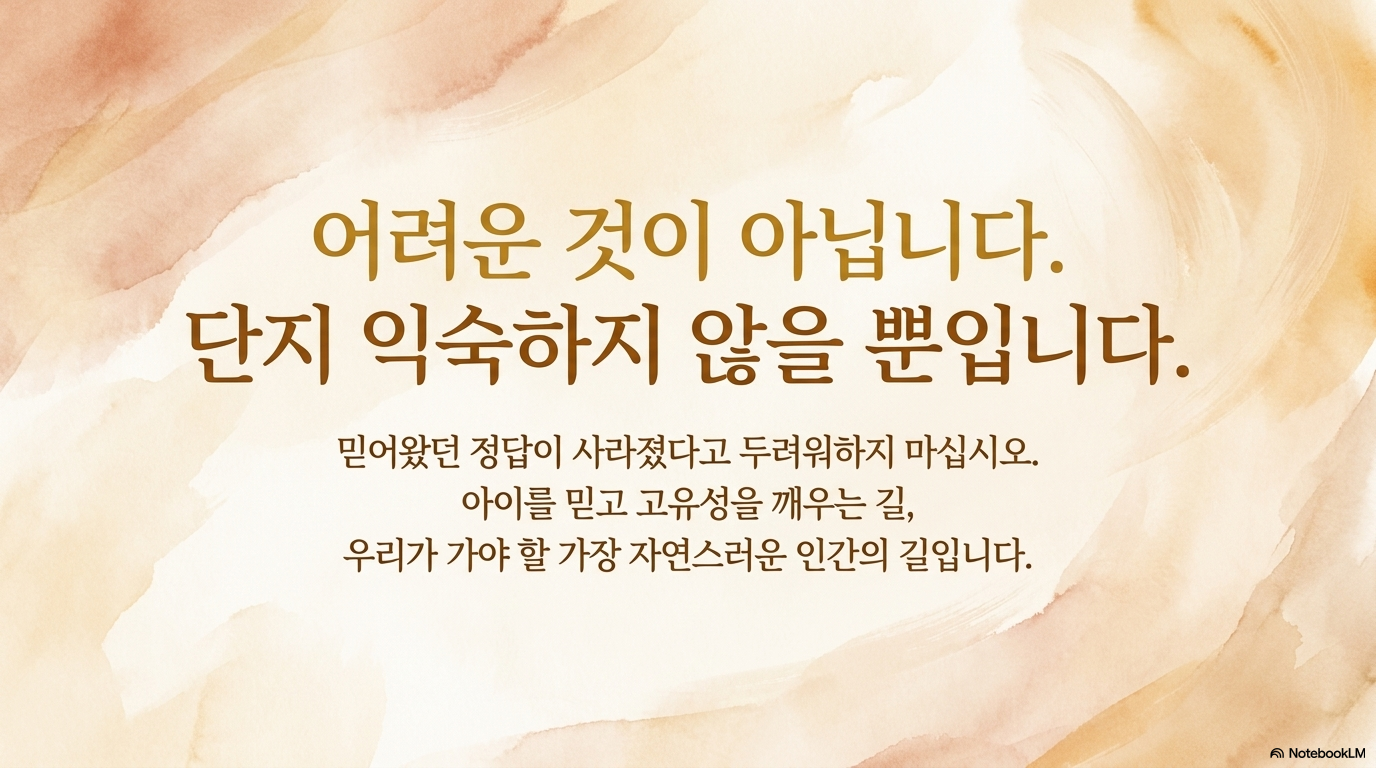 어려운 것이 아닙니다.
단지 익숙하지 않을 뿐입니다.
믿어왔던 정답이 사라졌다고 두려워하지 마십시오.
아이를 믿고 고유성을 깨우는 길,
우리가 가야 할 가장 자연스러운 인간의 길입니다.
NotebookLM